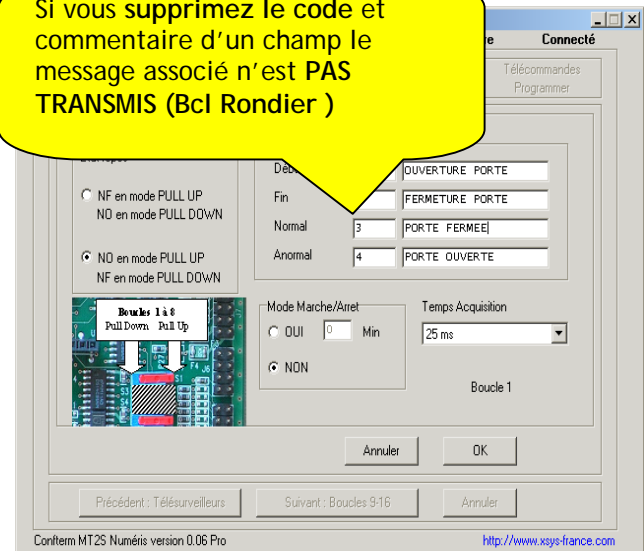 Si vous supprimez le code et
commentaire d'un champ le
message associé n'est PAS
TRANSMIS (Bcl Rondier )
Connecté
Télécommandes
Programmer
OUVERTURE PORTE
Fin FERMETURE PORTE
Normal 3 PORTE FERMEE
Anormal 4 PORTE OUVERTE
NF en mode PULL UP
NO en mode PULL DOWN
NO en mode PULL UP
NF en mode PULL DOWN
Boucles 1 à 8
Pull Down Pull Up
Mode Marche/Arret
OUI 0 Min
NON
Temps Acquisition
25 ms
Boucle 1
Annuler OK
Précédent : Télésurveilleurs Suivant : Boucles 9-16 Annuler
Confterm MT2S Numéris version 0.06 Pro http://www.xsys-france.com